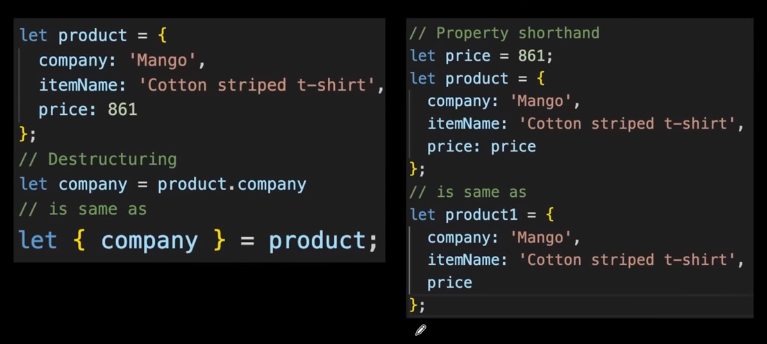 let product = {
  company: 'Mango',
  itemName: 'Cotton striped t-shirt',
  price: 861
};
// Destructuring
let company = product.company
// is same as
let { company } = product;
// Property shorthand
let price = 861;
let product = {
  company: 'Mango',
  itemName: 'Cotton striped t-shirt',
  price: price
};
// is same as
let product1 = {
  company: 'Mango',
  itemName: 'Cotton striped t-shirt',
  price
};